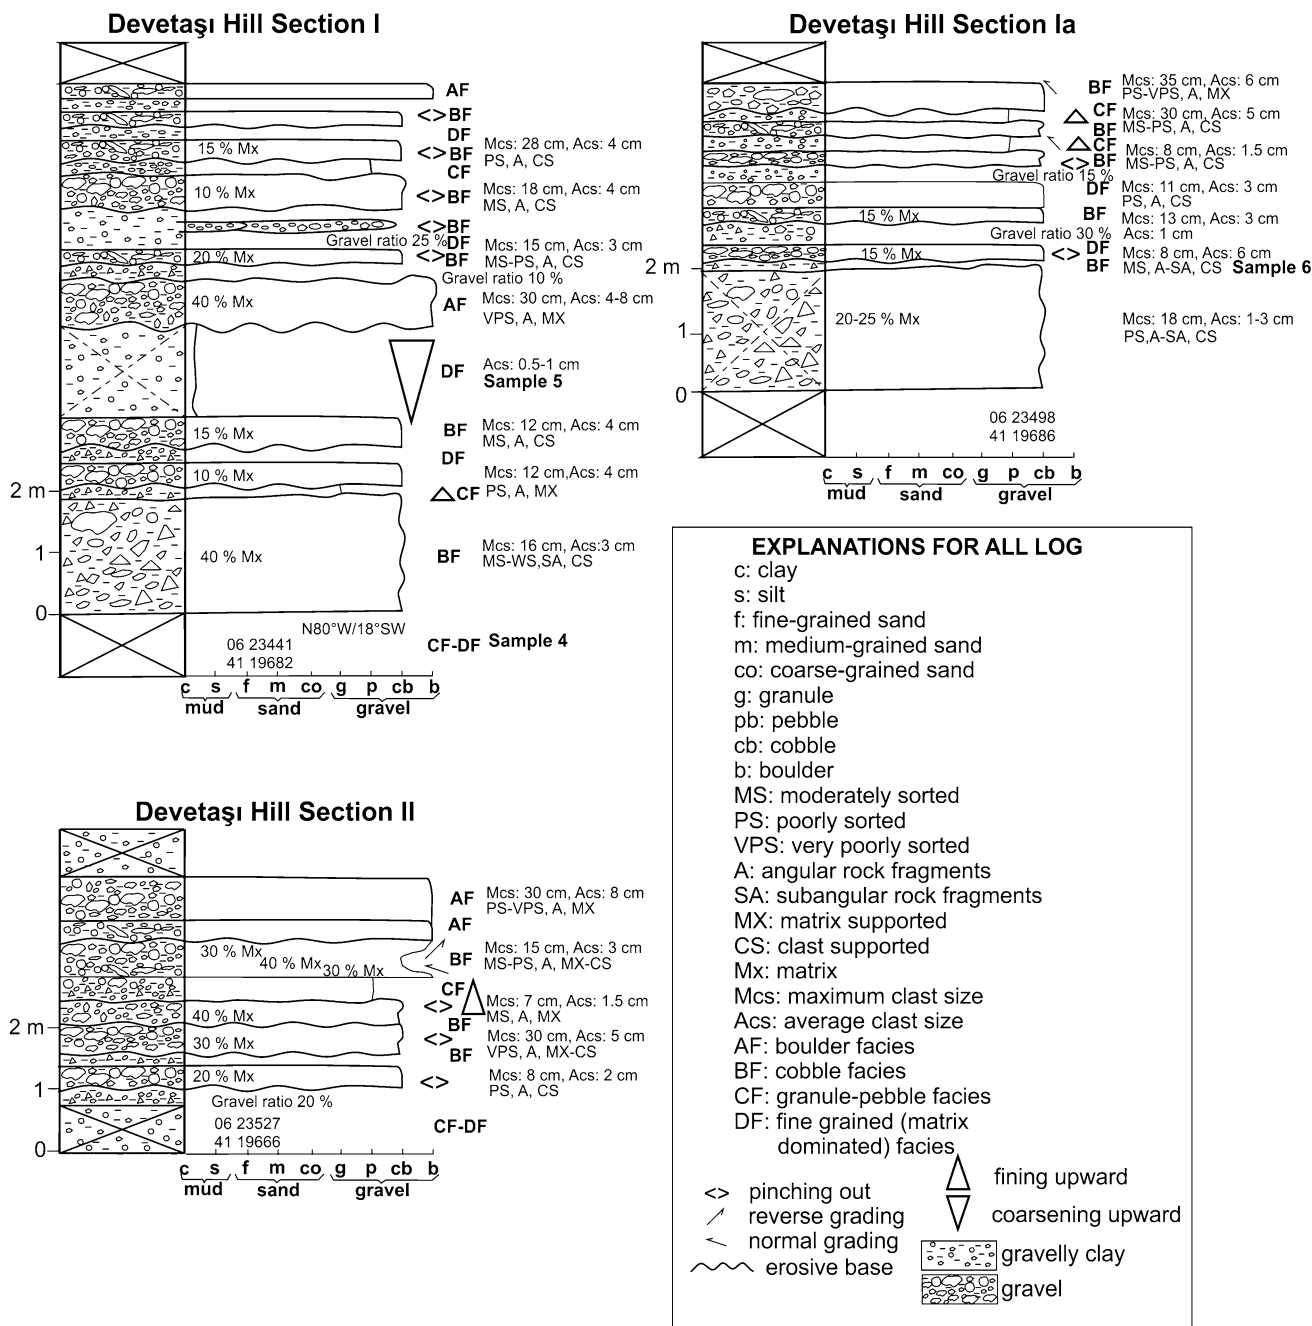 Devetaşı Hill Section I
AF
<> BF
DF
15 % Mx
<> BF
Mcs: 28 cm, Acs: 4 cm
PS, A, CS
CF
10 % Mx
<> BF
Mcs: 18 cm, Acs: 4 cm
MS, A, CS
<> BF
Gravel ratio 25 %
DF
20 % Mx
<> BF
Mcs: 15 cm, Acs: 3 cm
MS-PS, A, CS
Gravel ratio 10 %
40 % Mx
AF
Mcs: 30 cm, Acs: 4-8 cm
VPS, A, MX
DF
Acs: 0.5-1 cm
Sample 5
15 % Mx
BF
Mcs: 12 cm, Acs: 4 cm
MS, A, CS
DF
10 % Mx
Mcs: 12 cm,Acs: 4 cm
PS, A, MX
2 m
CF
1
40 % Mx
BF
Mcs: 16 cm, Acs:3 cm
MS-WS,SA, CS
0
N80°W/18°SW
06 23441
41 19682
CF-DF Sample 4
c s f m co g p cb b
mud sand gravel
Devetaşı Hill Section Ia
BF
Mcs: 35 cm, Acs: 6 cm
PS-VPS, A, MX
CF
BF
Mcs: 30 cm, Acs: 5 cm
MS-PS, A, CS
CF
<> BF
Mcs: 8 cm, Acs: 1.5 cm
MS-PS, A, CS
Gravel ratio 15 %
DF
Mcs: 11 cm, Acs: 3 cm
PS, A, CS
15 % Mx
BF
Mcs: 13 cm, Acs: 3 cm
Gravel ratio 30 %
Acs: 1 cm
15 % Mx
<> DF
Mcs: 8 cm, Acs: 6 cm
2 m
BF
MS, A-SA, CS Sample 6
1
20-25 % Mx
Mcs: 18 cm, Acs: 1-3 cm
PS,A-SA, CS
0
06 23498
41 19686
c s f m co g p cb b
mud sand gravel
Devetaşı Hill Section II
AF
Mcs: 30 cm, Acs: 8 cm
PS-VPS, A, MX
AF
30 % Mx
40 % Mx
30 % Mx
BF
Mcs: 15 cm, Acs: 3 cm
MS-PS, A, MX-CS
CF
<>
Mcs: 7 cm, Acs: 1.5 cm
MS, A, MX
40 % Mx
2 m
BF
30 % Mx
<>
Mcs: 30 cm, Acs: 5 cm
VPS, A, MX-CS
BF
20 % Mx
<>
Mcs: 8 cm, Acs: 2 cm
PS, A, CS
1
Gravel ratio 20 %
06 23527
41 19666
CF-DF
0
c s f m co g p cb b
mud sand gravel
EXPLANATIONS FOR ALL LOG
c: clay
s: silt
f: fine-grained sand
m: medium-grained sand
co: coarse-grained sand
g: granule
pb: pebble
cb: cobble
b: boulder
MS: moderately sorted
PS: poorly sorted
VPS: very poorly sorted
A: angular rock fragments
SA: subangular rock fragments
MX: matrix supported
CS: clast supported
Mx: matrix
Mcs: maximum clast size
Acs: average clast size
AF: boulder facies
BF: cobble facies
CF: granule-pebble facies
DF: fine grained (matrix
dominated) facies
<> pinching out
reverse grading
normal grading
erosive base
fining upward
coarsening upward
gravelly clay
gravel